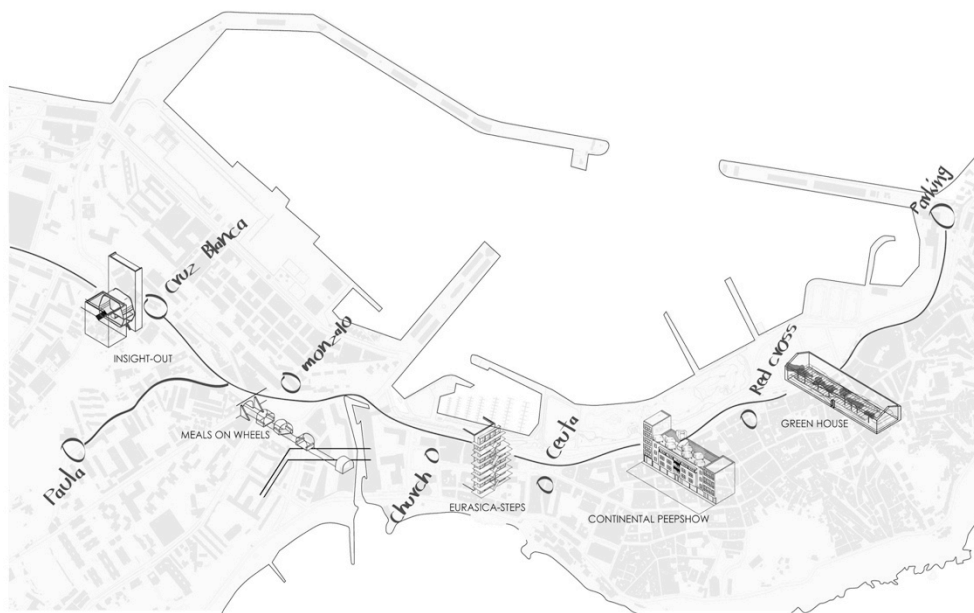 Parking
Cruz Blanca
monzalo
Red cross
INSIGHT-OUT
GREEN HOUSE
MEALS ON WHEELS
Ceuta
Paula
Church
EURASICA-STEPS
CONTINENTAL PEEPSHOW